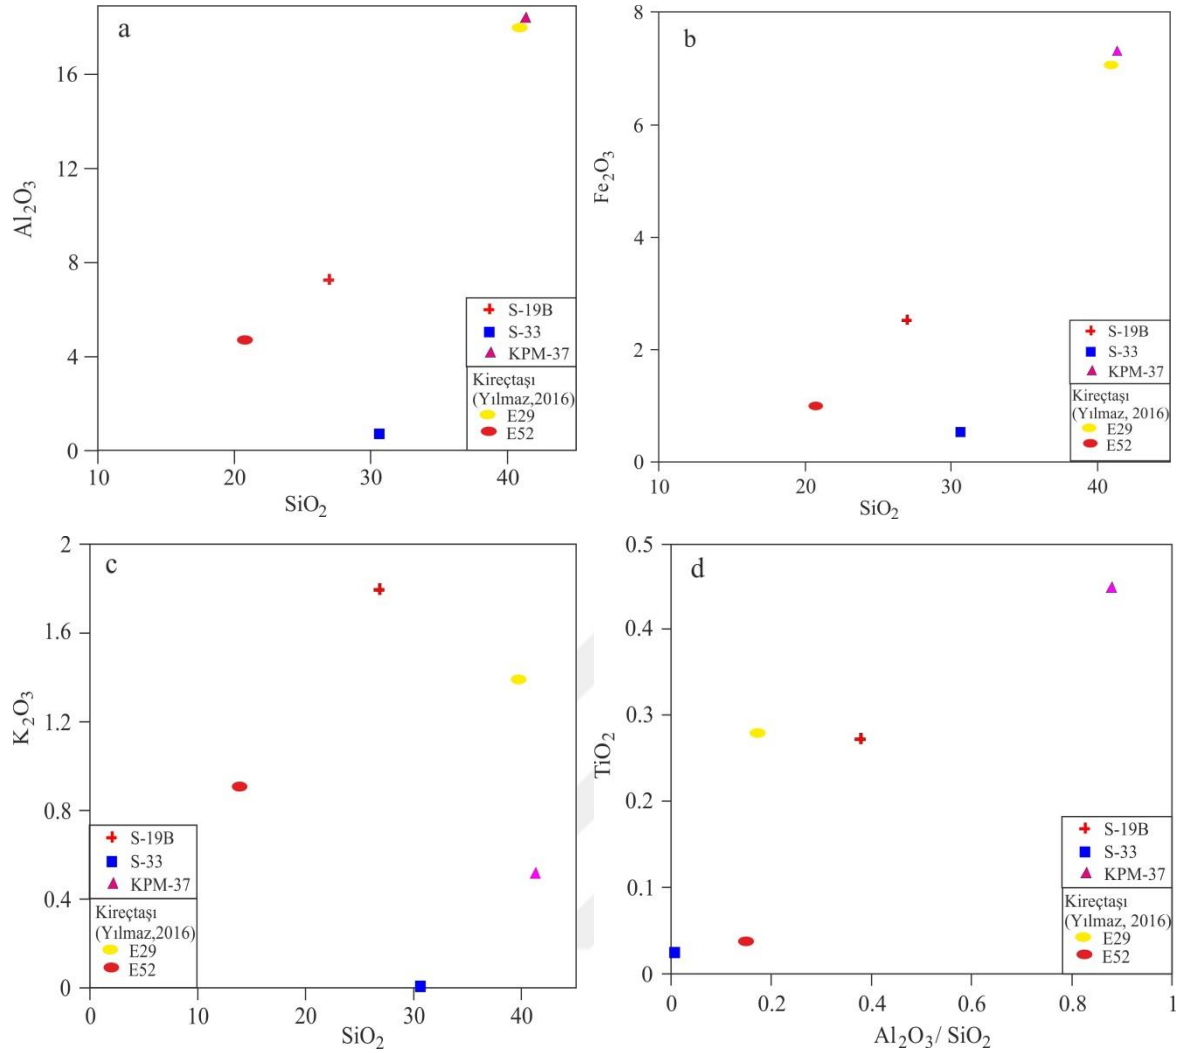 a
Al₂O₃
16
12
8
4
0
10
20
30
40
SiO₂
S-19B
S-33
KPM-37
Kireçtaşı
(Yılmaz,2016)
E29
E52
b
Fe₂O₃
8
6
4
2
0
10
20
30
40
SiO₂
S-19B
S-33
KPM-37
Kireçtaşı
(Yılmaz, 2016)
E29
E52
c
K₂O₃
2
1.6
1.2
0.8
0.4
0
0
10
20
30
40
SiO₂
S-19B
S-33
KPM-37
Kireçtaşı
(Yılmaz,2016)
E29
E52
d
TiO₂
0.5
0.4
0.3
0.2
0.1
0
0
0.2
0.4
0.6
0.8
1
Al₂O₃/ SiO₂
S-19B
S-33
KPM-37
Kireçtaşı
(Yılmaz, 2016)
E29
E52